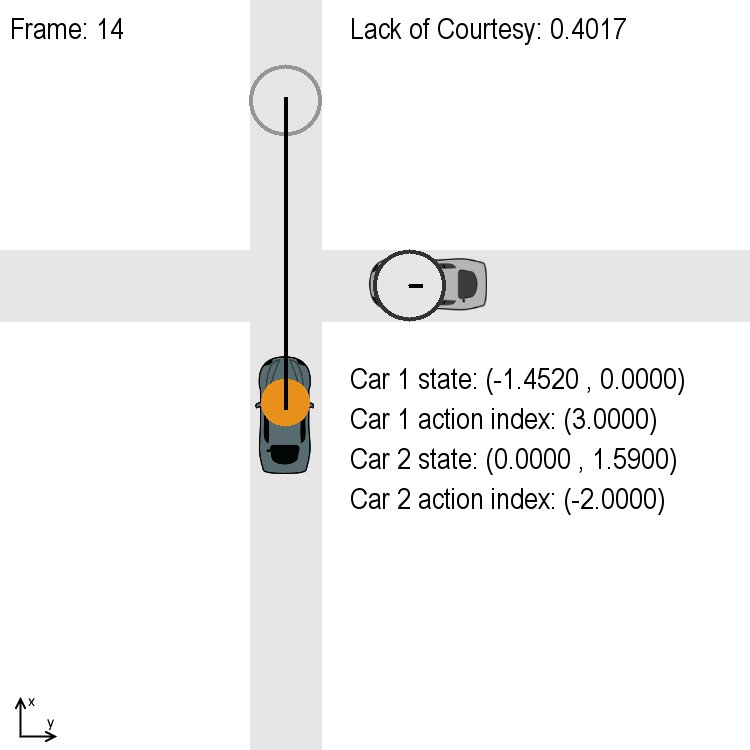 Frame: 14
Lack of Courtesy: 0.4017
Car 1 state: (-1.4520 , 0.0000)
Car 1 action index: (3.0000)
Car 2 state: (0.0000 , 1.5900)
Car 2 action index: (-2.0000)
x
y